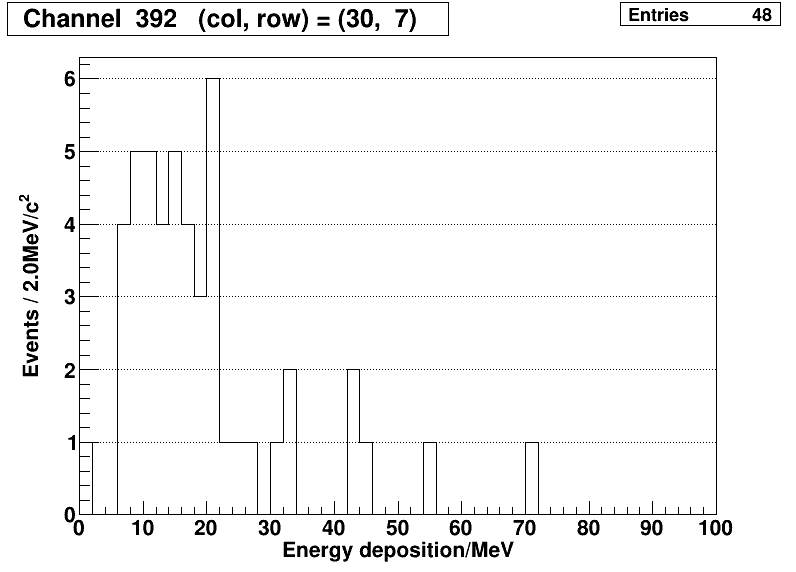 Channel 392 (col, row) = (30, 7)
Entries 48
6
5
4
3
2
1
0
Events / 2.0MeV/c²
0 10 20 30 40 50 60 70 80 90 100
Energy deposition/MeV